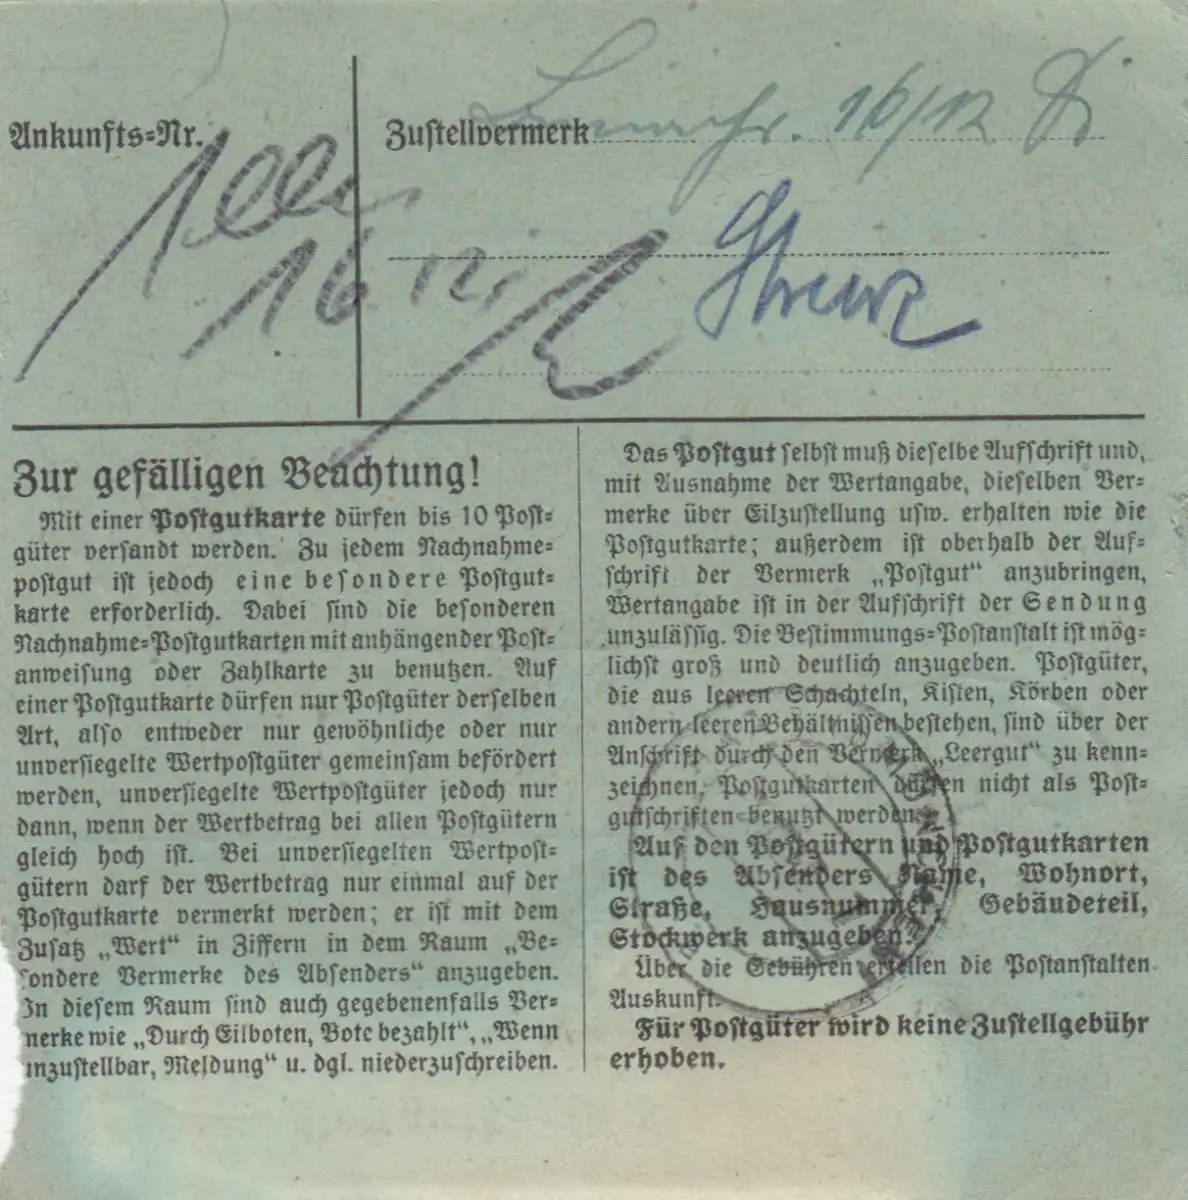 Ankunfts-Nr.
Zustellvermerk
16/12
16. 12.
Zur gefälligen Beachtung!
Mit einer Postgutkarte dürfen bis 10 Post-
güter versandt werden. Zu jedem Nachnahme-
postgut ist jedoch eine besondere Postgut-
karte erforderlich. Dabei sind die besonderen
Nachnahme-Postgutkarten mit anhängender Post-
anweisung oder Zahlkarte zu benutzen. Auf
einer Postgutkarte dürfen nur Postgüter derselben
Art, also entweder nur gewöhnliche oder nur
unversiegelte Wertpostgüter gemeinsam befördert
werden, unversiegelte Wertpostgüter jedoch nur
dann, wenn der Wertbetrag bei allen Postgütern
gleich hoch ist. Bei unversiegelten Wertpost-
gütern darf der Wertbetrag nur einmal auf der
Postgutkarte vermerkt werden; er ist mit dem
Zusatz „Wert“ in Ziffern in dem Raum „Be-
sondere Vermerke des Absenders“ anzugeben.
In diesem Raum sind auch gegebenenfalls Ver-
merke wie „Durch Eilboten, Bote bezahlt“, „Wenn
unzustellbar, Meldung“ u. dgl. niederzuschreiben.
Das Postgut selbst muß dieselbe Aufschrift und,
mit Ausnahme der Wertangabe, dieselben Ver-
merke über Eilzustellung usw. erhalten wie die
Postgutkarte; außerdem ist oberhalb der Auf-
schrift der Vermerk „Postgut“ anzubringen,
Wertangabe ist in der Aufschrift der Sendung
unzulässig. Die Bestimmungs-Postanstalt ist mög-
lichst groß und deutlich anzugeben. Postgüter,
die aus leeren Schachteln, Kisten, Körben oder
andern leeren Behältnissen bestehen, sind über der
Anschrift durch den Vermerk „Leergut“ zu kenn-
zeichnen. Postgutkarten dürfen nicht als Post-
gutschriften benutzt werden.
Auf den Postgütern und Postgutkarten
ist des Absenders Name, Wohnort,
Straße, Hausnummer, Gebäudeteil,
Stockwerk anzugeben.
Über die Gebühren erteilen die Postanstalten
Auskunft.
Für Postgüter wird keine Zustellgebühr
erhoben.